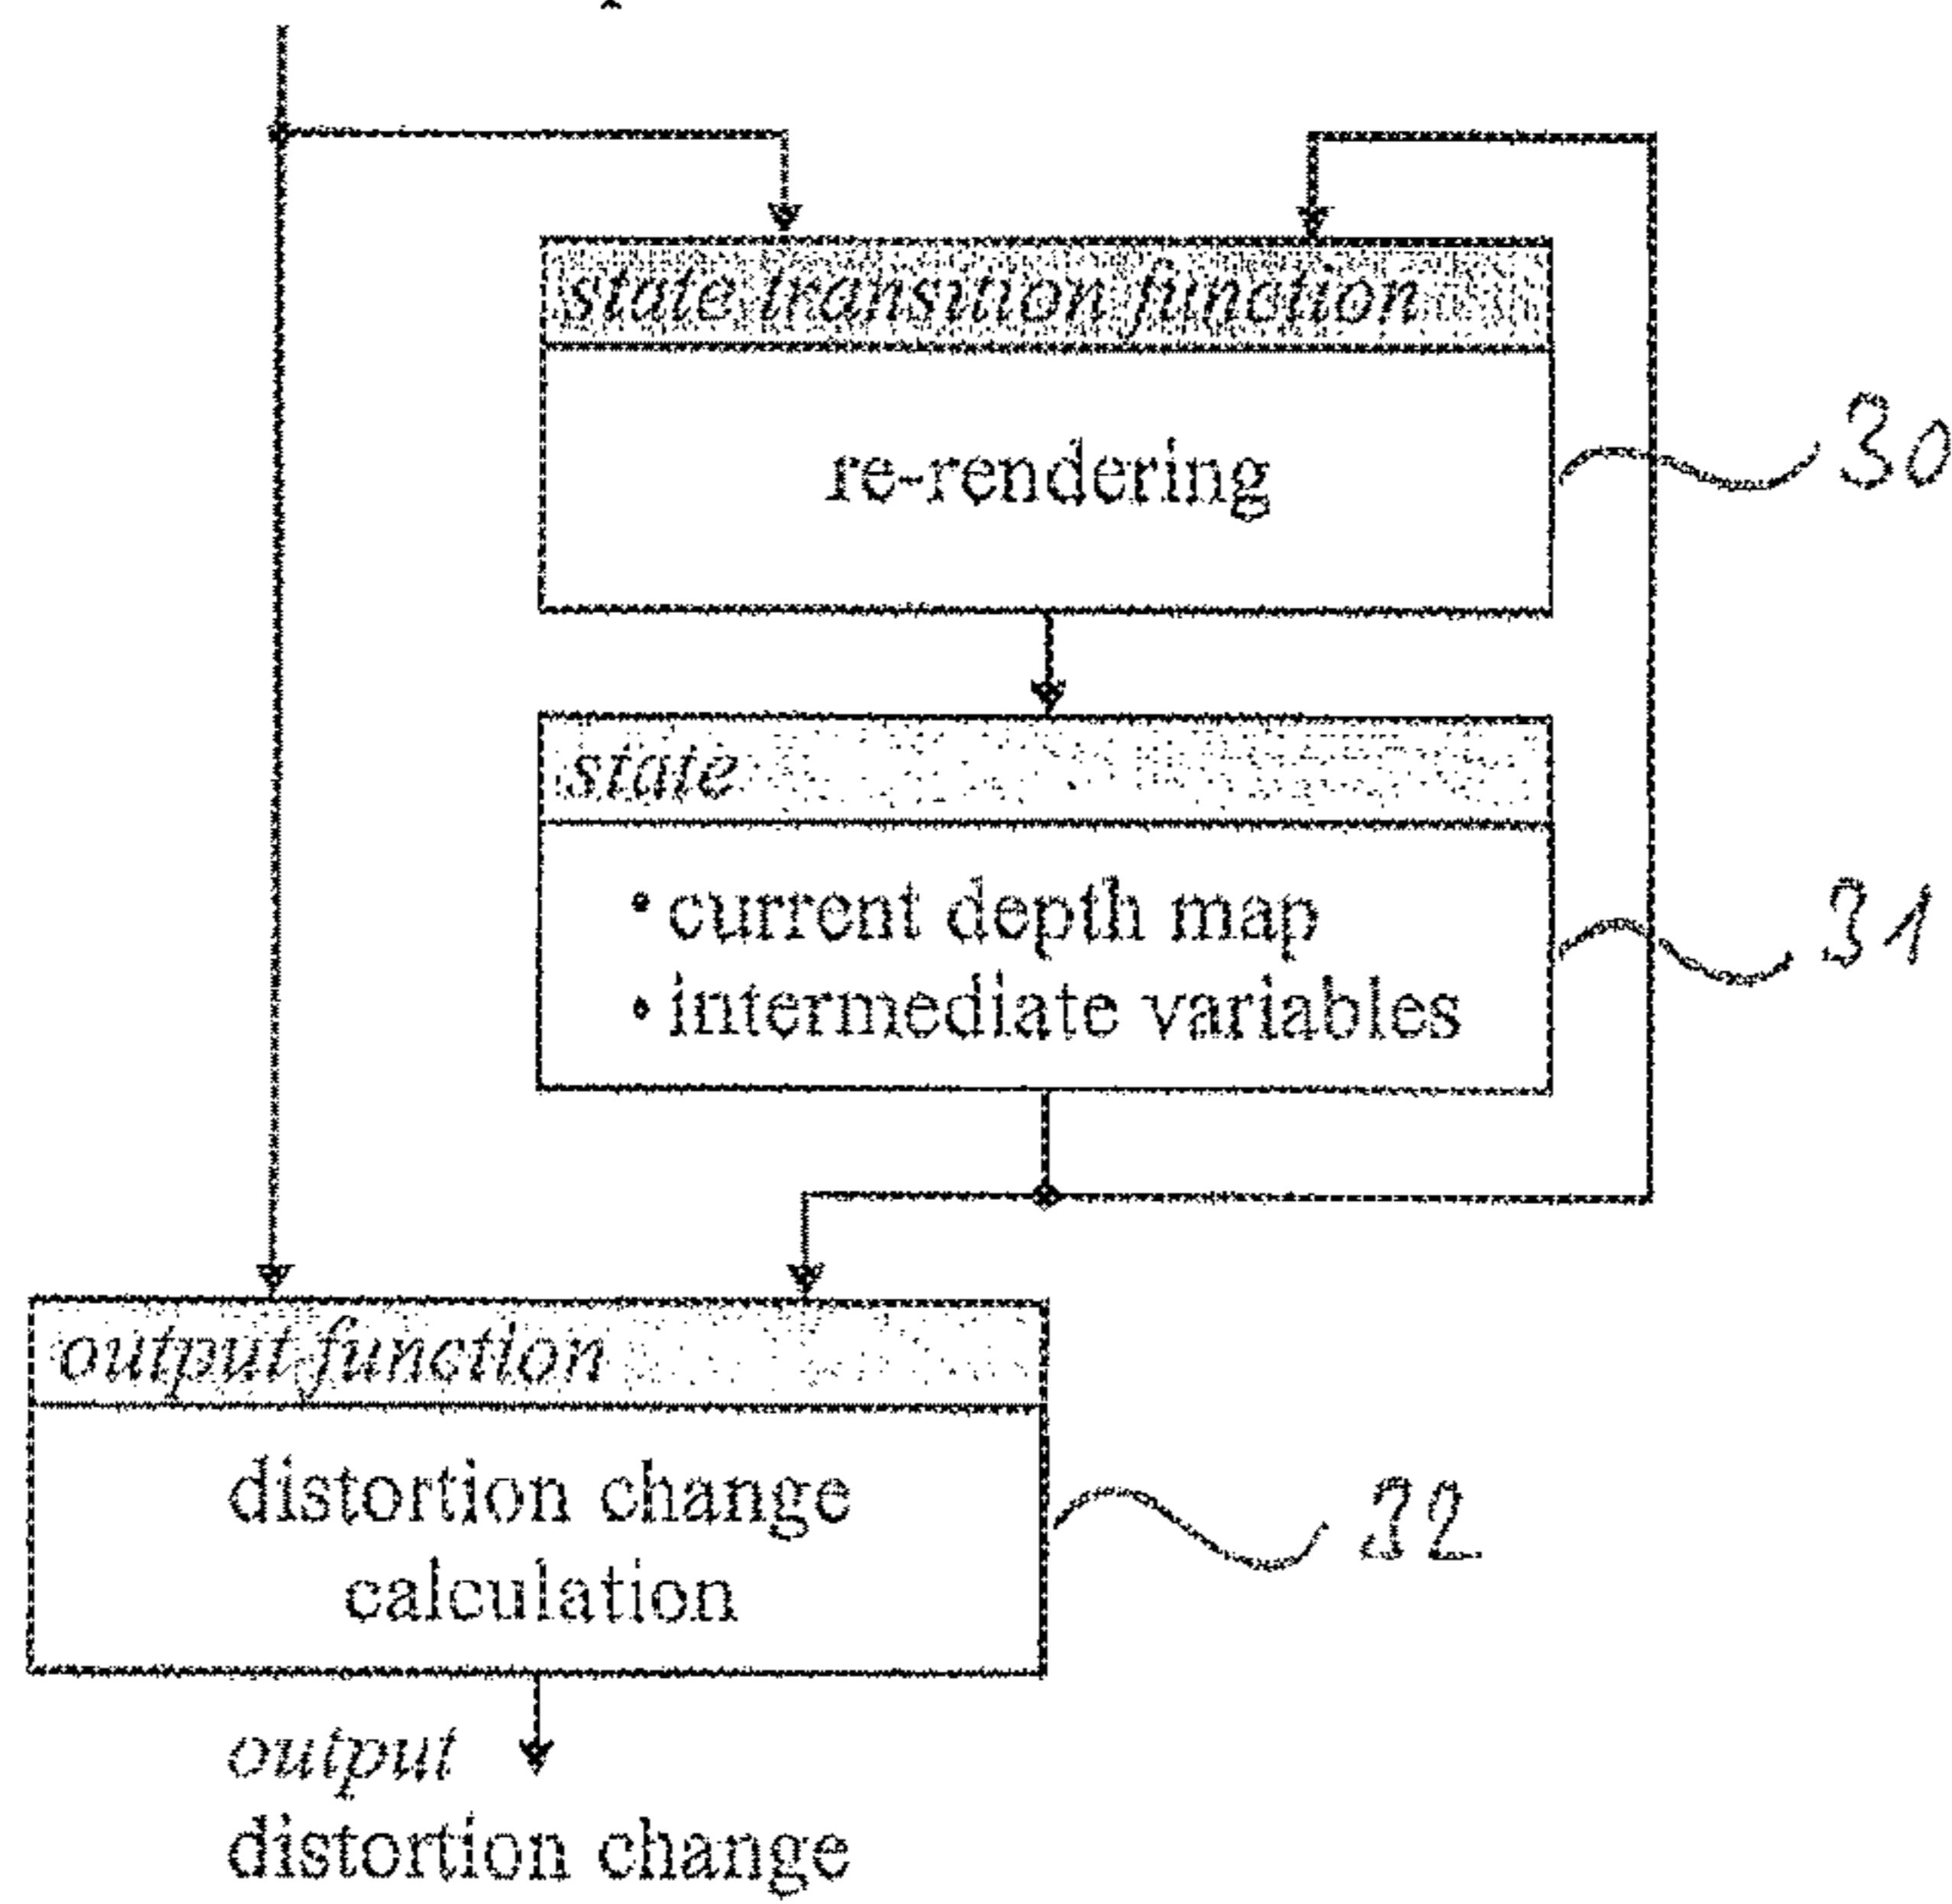 state transition function
re-rendering
30
state
• current depth map
• intermediate variables
31
output function
distortion change
calculation
32
output
distortion change